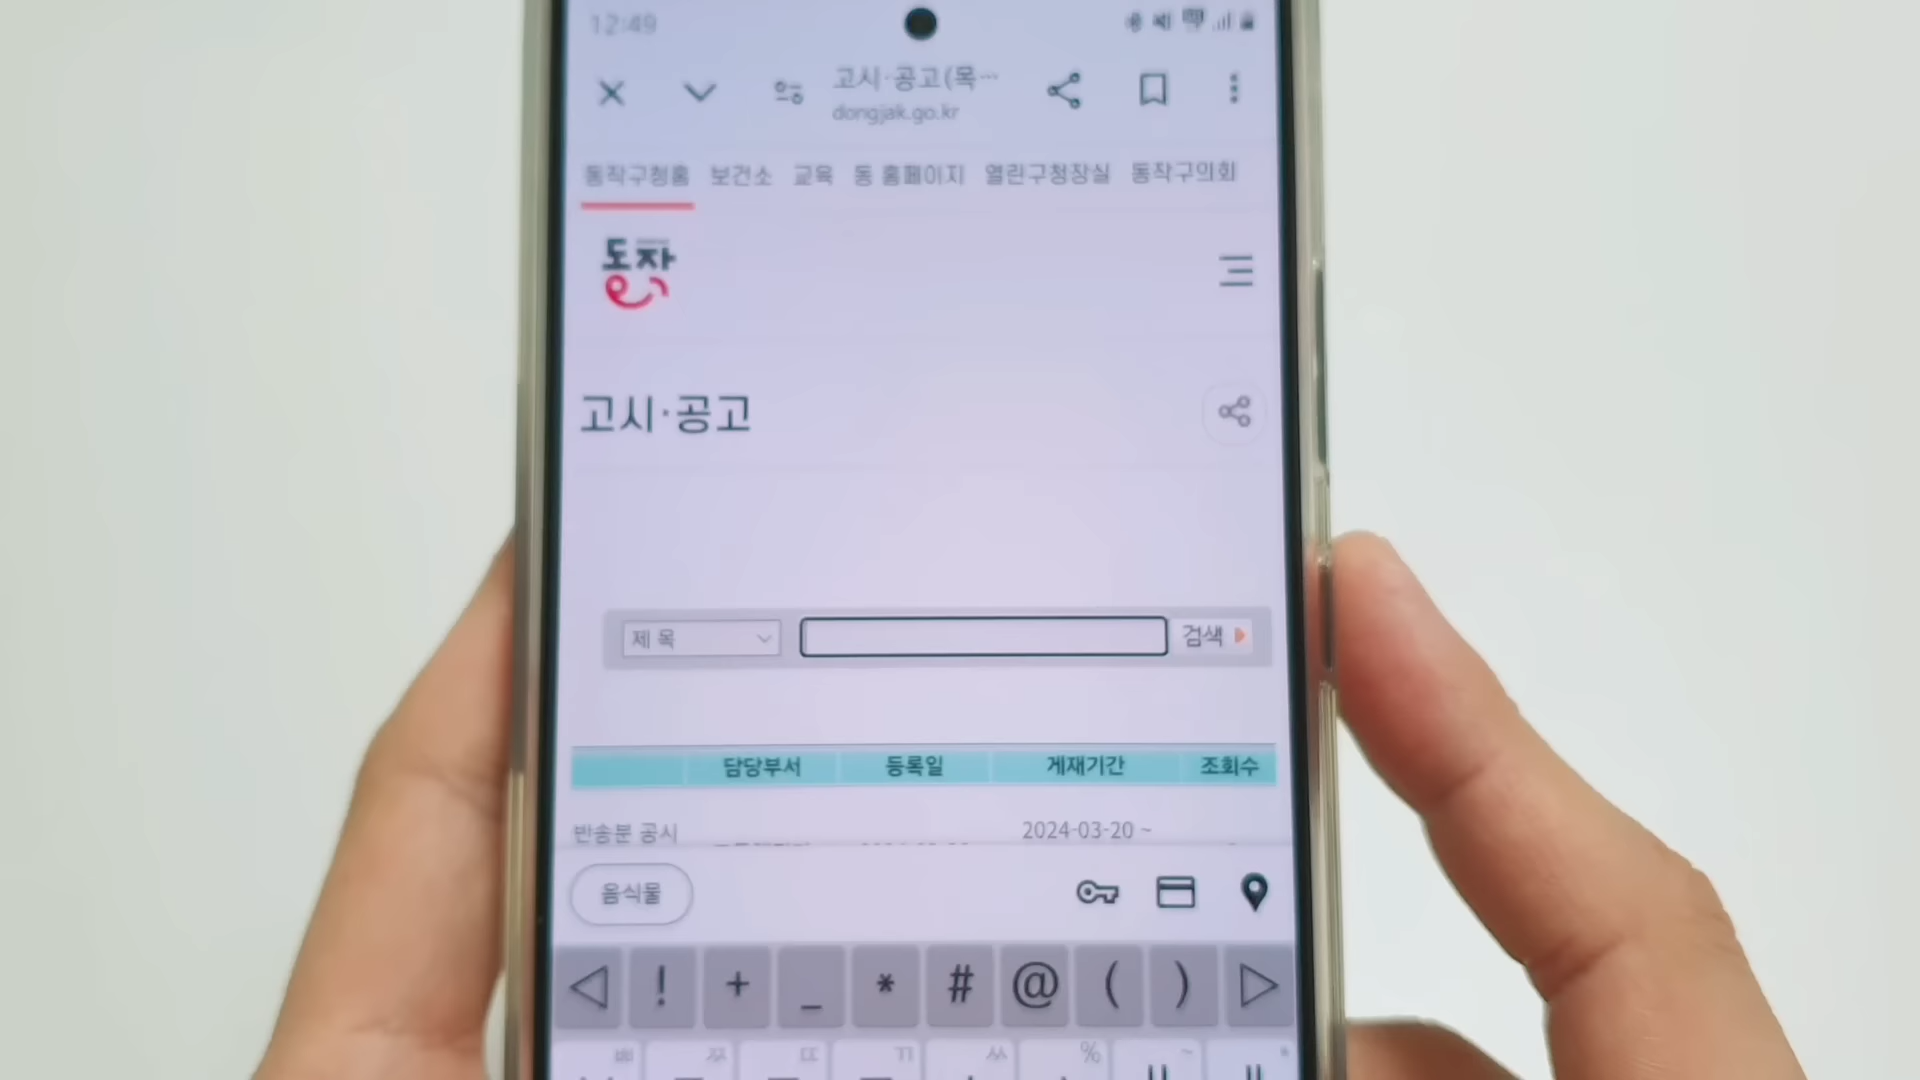 12:49
고시·공고(목…
dongjak.go.kr
동작구청홈 보건소 교육 동 홈페이지 열린구청장실 동작구의회
동작
고시·공고
제 목 검색
담당부서 등록일 게재기간 조회수
반송분 공시 2024-03-20 ~
음식물
! + _ * # @ ( )
ㅃ ㅉ ㄸ ㄲ ㅆ % ~